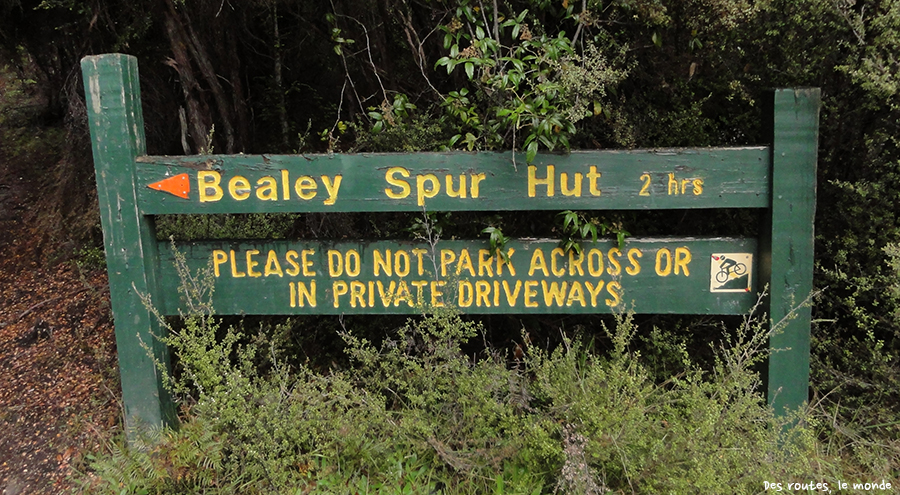 Bealey Spur Hut 2 hrs
PLEASE DO NOT PARK ACROSS OR
IN PRIVATE DRIVEWAYS
Des routes, le monde